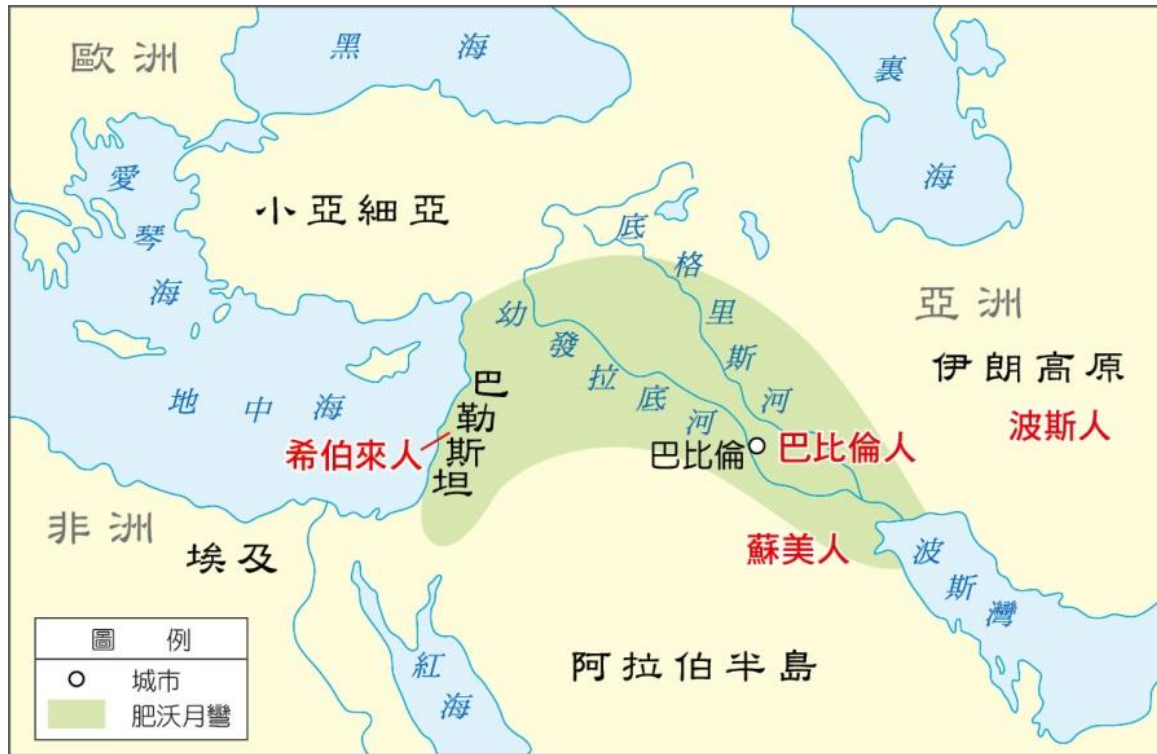 歐洲
黑海
裏海
愛琴海
小亞細亞
底格里斯河
幼發拉底河
亞洲
伊朗高原
波斯人
地中海
巴勒斯坦
希伯來人
巴比倫
巴比倫人
非洲
埃及
蘇美人
波斯灣
紅海
阿拉伯半島
圖例
城市
肥沃月彎